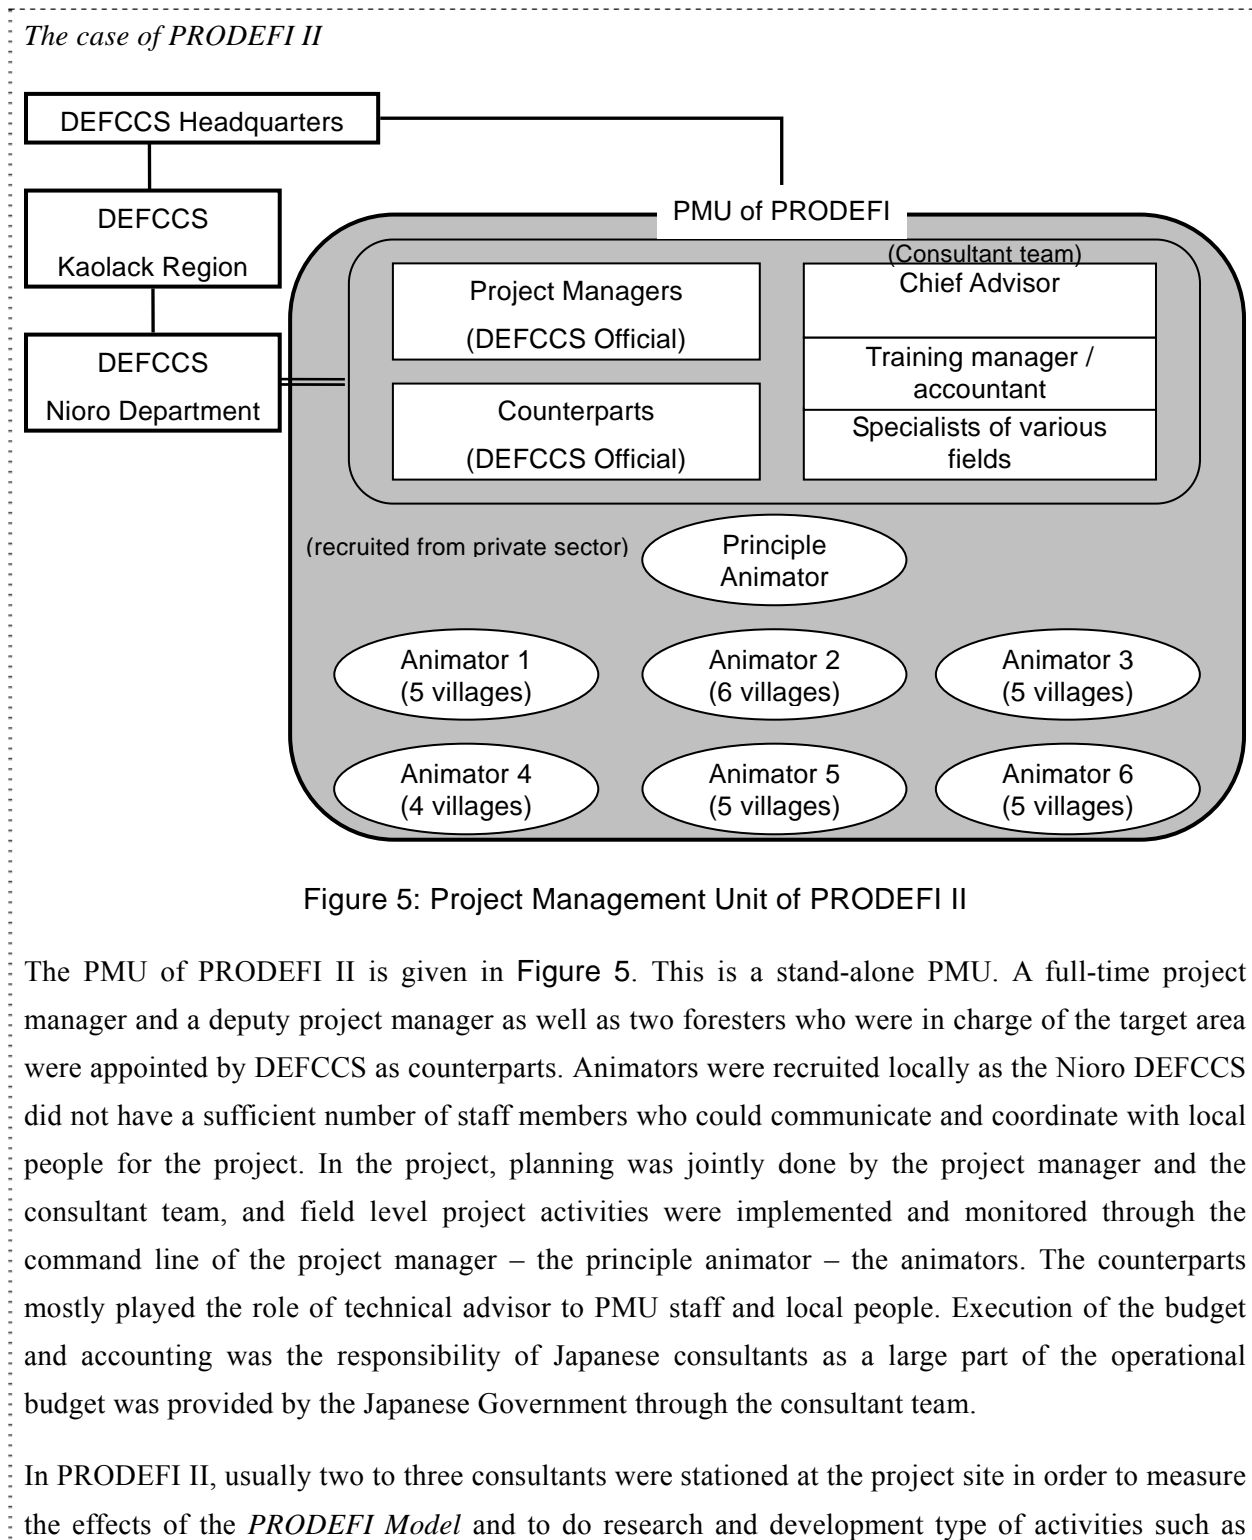 The case of PRODEFI II
DEFCCS Headquarters
DEFCCS
Kaolack Region
DEFCCS
Nioro Department
PMU of PRODEFI
Project Managers
(DEFCCS Official)
Counterparts
(DEFCCS Official)
(Consultant team)
Chief Advisor
Training manager /
accountant
Specialists of various
fields
(recruited from private sector)
Principle
Animator
Animator 1
(5 villages)
Animator 2
(6 villages)
Animator 3
(5 villages)
Animator 4
(4 villages)
Animator 5
(5 villages)
Animator 6
(5 villages)
Figure 5: Project Management Unit of PRODEFI II
The PMU of PRODEFI II is given in Figure 5. This is a stand-alone PMU. A full-time project
manager and a deputy project manager as well as two foresters who were in charge of the target area
were appointed by DEFCCS as counterparts. Animators were recruited locally as the Nioro DEFCCS
did not have a sufficient number of staff members who could communicate and coordinate with local
people for the project. In the project, planning was jointly done by the project manager and the
consultant team, and field level project activities were implemented and monitored through the
command line of the project manager – the principle animator – the animators. The counterparts
mostly played the role of technical advisor to PMU staff and local people. Execution of the budget
and accounting was the responsibility of Japanese consultants as a large part of the operational
budget was provided by the Japanese Government through the consultant team.
In PRODEFI II, usually two to three consultants were stationed at the project site in order to measure
the effects of the PRODEFI Model and to do research and development type of activities such as